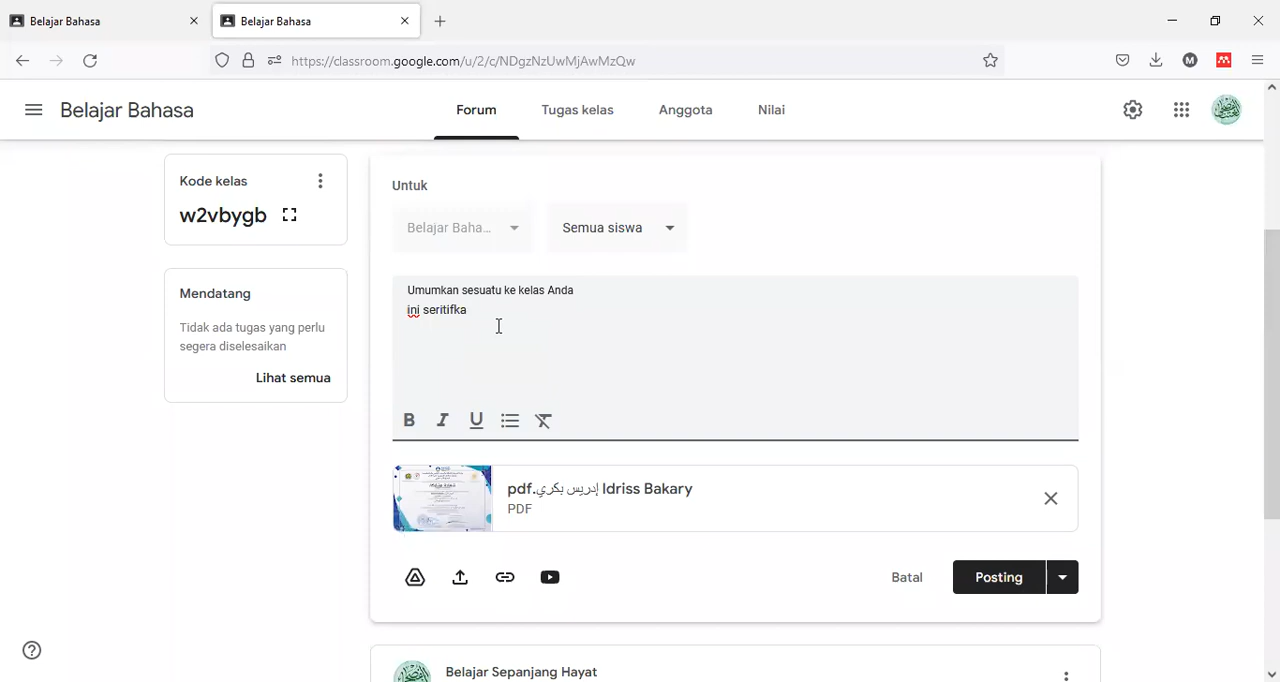 Belajar Bahasa
Belajar Bahasa
https://classroom.google.com/u/2/c/NDgzNzUwMjAwMzQw
M
Belajar Bahasa
Forum
Tugas kelas
Anggota
Nilai
Kode kelas
w2vbygb
Mendatang
Tidak ada tugas yang perlu
segera diselesaikan
Lihat semua
Untuk
Belajar Baha...
Semua siswa
Umumkan sesuatu ke kelas Anda
ini seritifka
B I U
pdf.إدريس بكري Idriss Bakary
PDF
Batal
Posting
Belajar Sepanjang Hayat